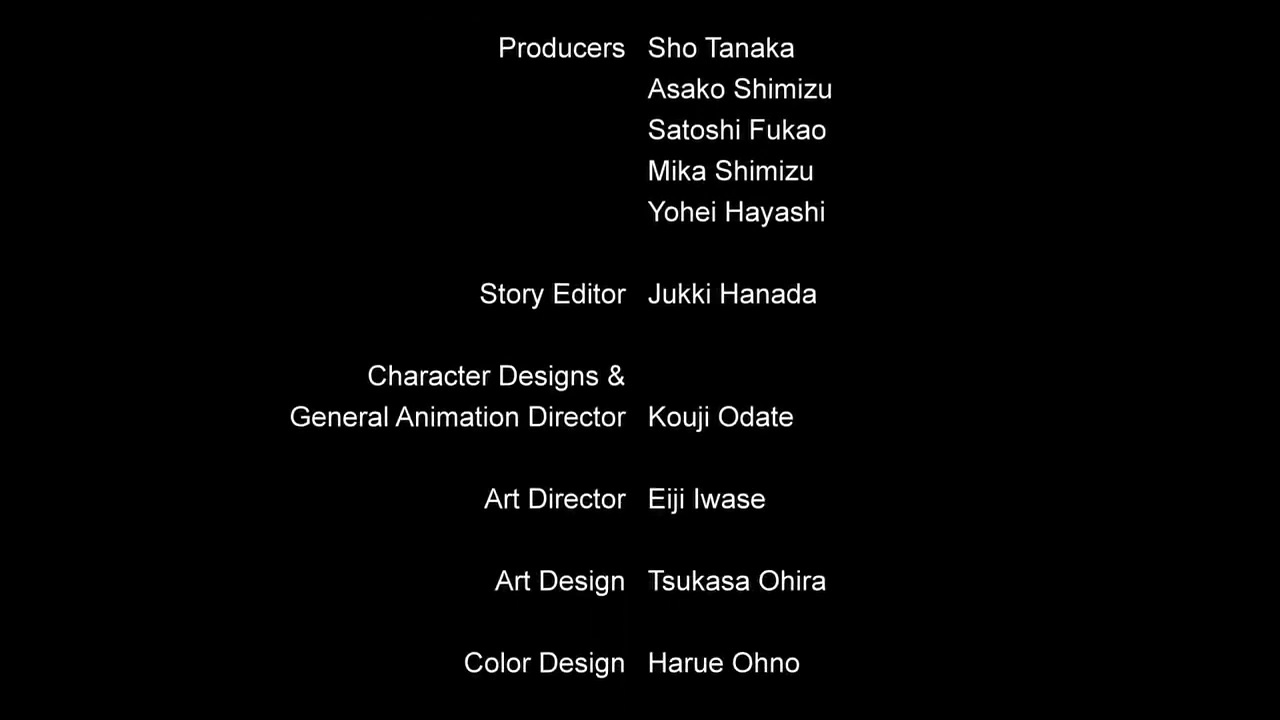 Producers Sho Tanaka
Asako Shimizu
Satoshi Fukao
Mika Shimizu
Yohei Hayashi
Story Editor Jukki Hanada
Character Designs &
General Animation Director Kouji Odate
Art Director Eiji Iwase
Art Design Tsukasa Ohira
Color Design Harue Ohno